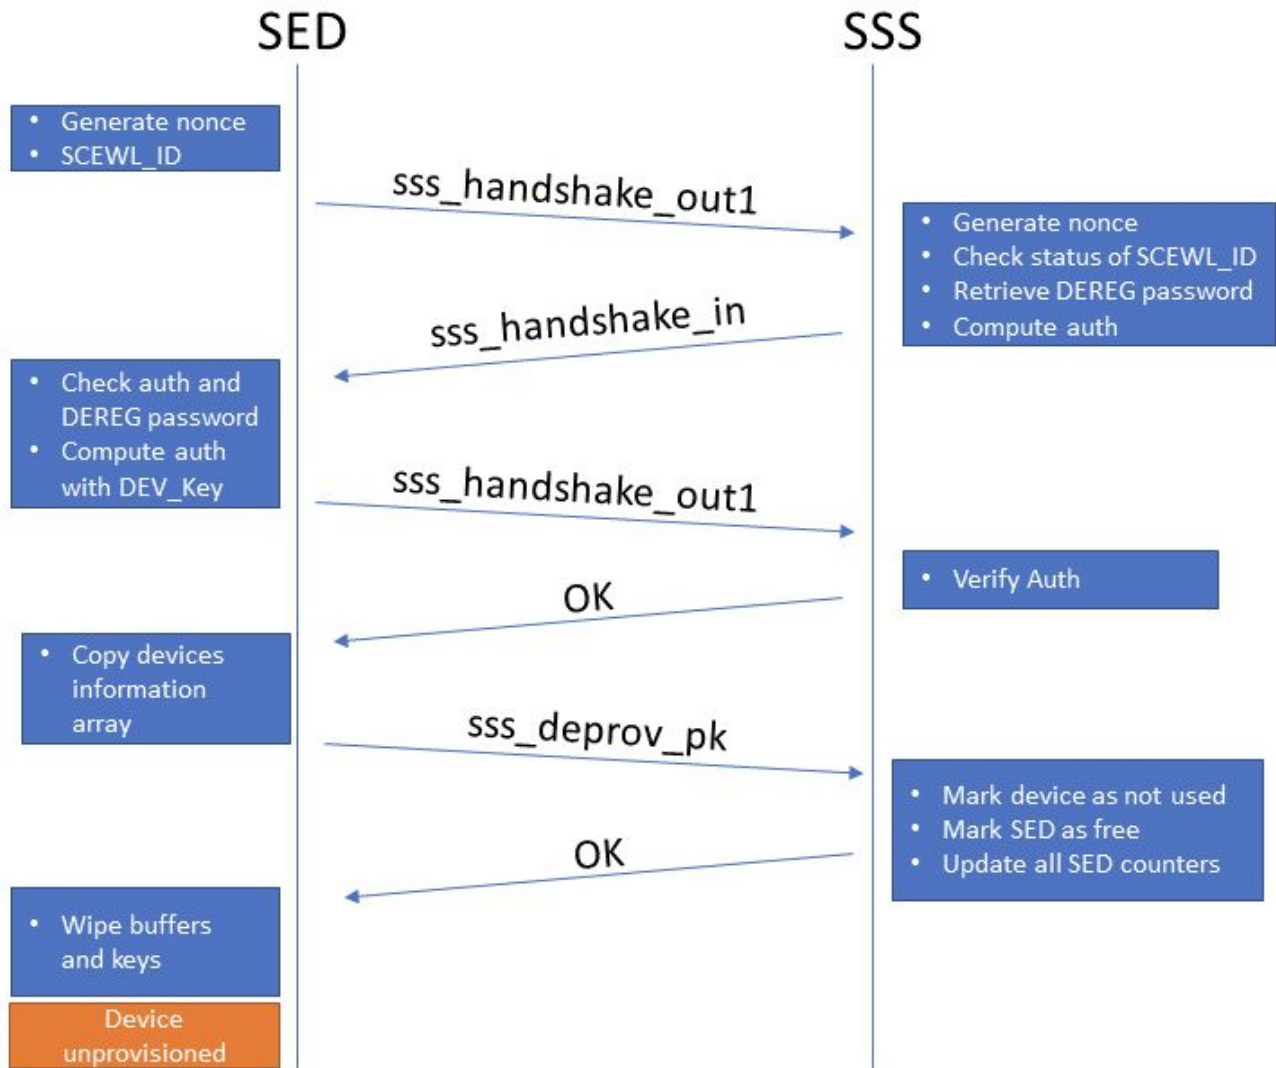 SED
SSS
• Generate nonce
• SCEWL_ID
sss_handshake_out1
• Generate nonce
• Check status of SCEWL_ID
• Retrieve DEREG password
• Compute auth
sss_handshake_in
• Check auth and
DEREG password
• Compute auth
with DEV_Key
sss_handshake_out1
• Verify Auth
OK
• Copy devices
information
array
sss_deprov_pk
• Mark device as not used
• Mark SED as free
• Update all SED counters
OK
• Wipe buffers
and keys
Device
unprovisioned